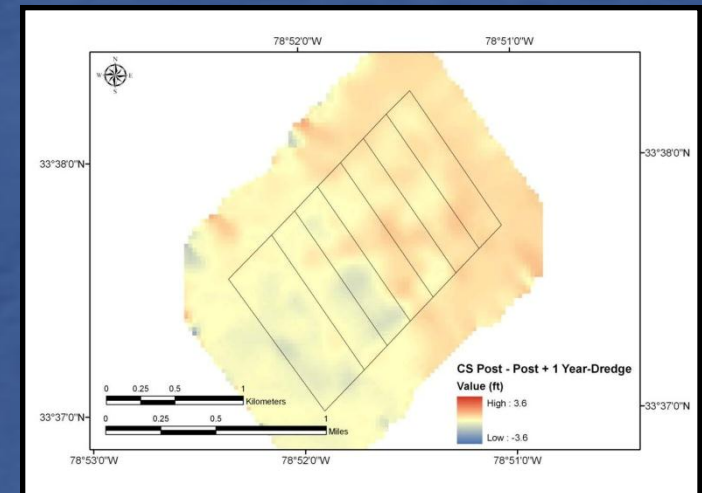 78°52'0"W 78°51'0"W
N
W E
S
33°38'0"N 33°38'0"N
CS Post - Post + 1 Year-Dredge
Value (ft)
High : 3.6
Low : -3.6
0 0.25 0.5 1
Kilometers
0 0.25 0.5 1
Miles
33°37'0"N 33°37'0"N
78°53'0"W 78°52'0"W 78°51'0"W